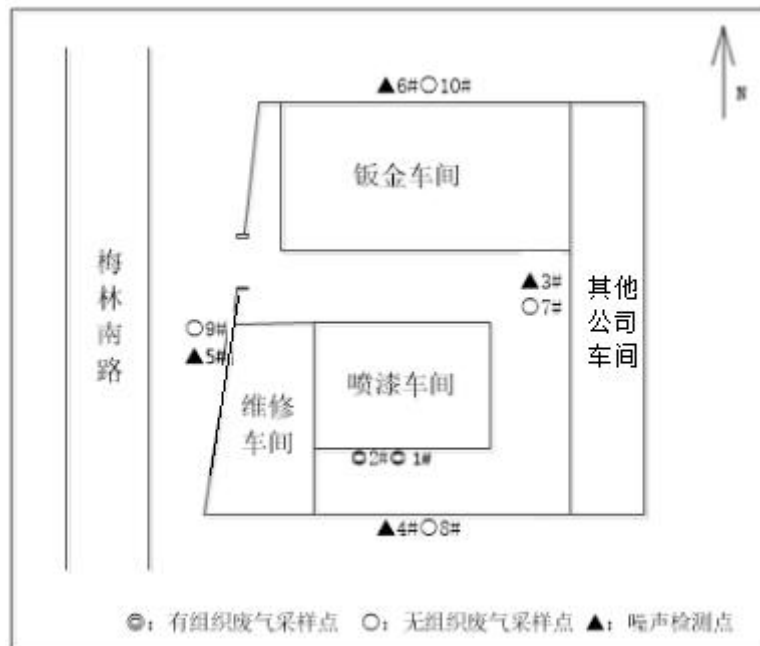 ▲6#○10#
N
钣金车间
梅林南路
▲3#
○7#
其他
公司
车间
○9#
▲5#
喷漆车间
维修
车间
◎2#◎1#
▲4#○8#
◎：有组织废气采样点 ○：无组织废气采样点 ▲：噪声检测点